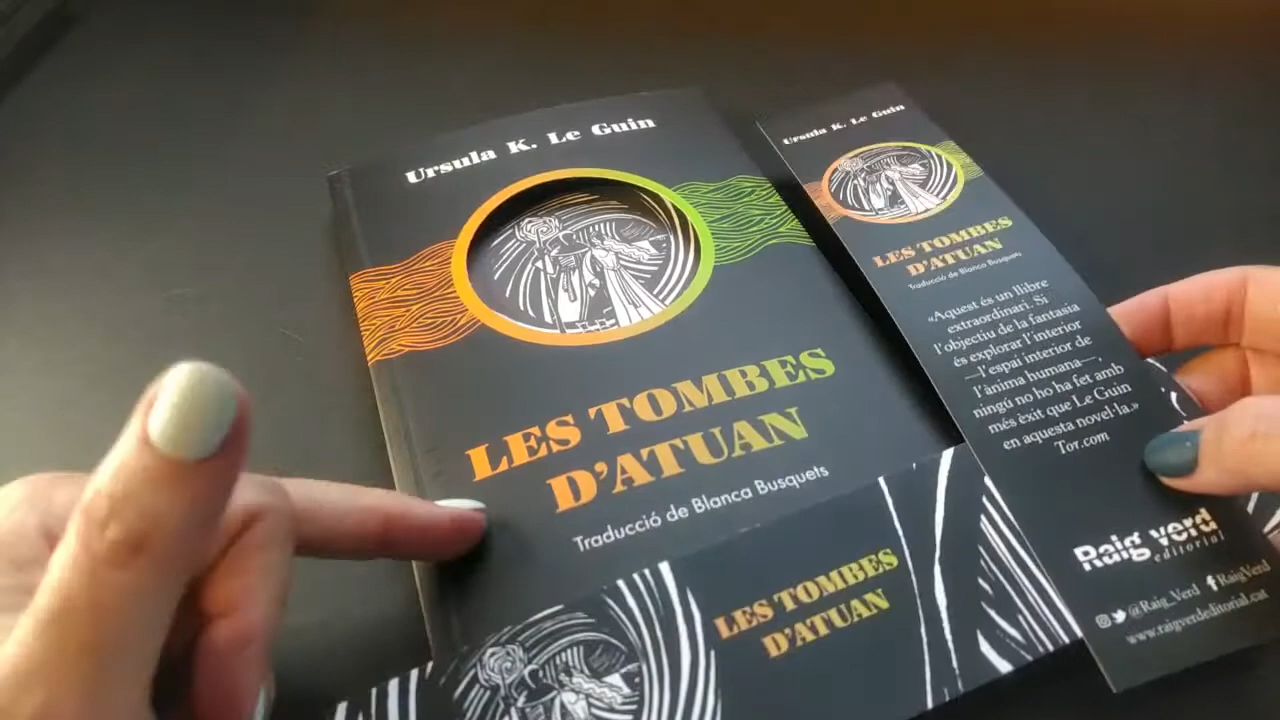 Ursula K. Le Guin
LES TOMBES
D'ATUAN
Traducció de Blanca Busquets
LES TOMBES
D'ATUAN
Ursula K. Le Guin
LES TOMBES
D'ATUAN
Traducció de Blanca Busquets
«Aquest és un llibre
extraordinari. Si
l'objectiu de la fantasia
és explorar l'interior
—l'espai interior de
l'ànima humana—,
ningú no ho ha fet amb
més èxit que Le Guin
en aquesta novel·la.»
Tor.com
Raig verd
editorial
@Raig_Verd RaigVerd
www.raigverdeditorial.cat